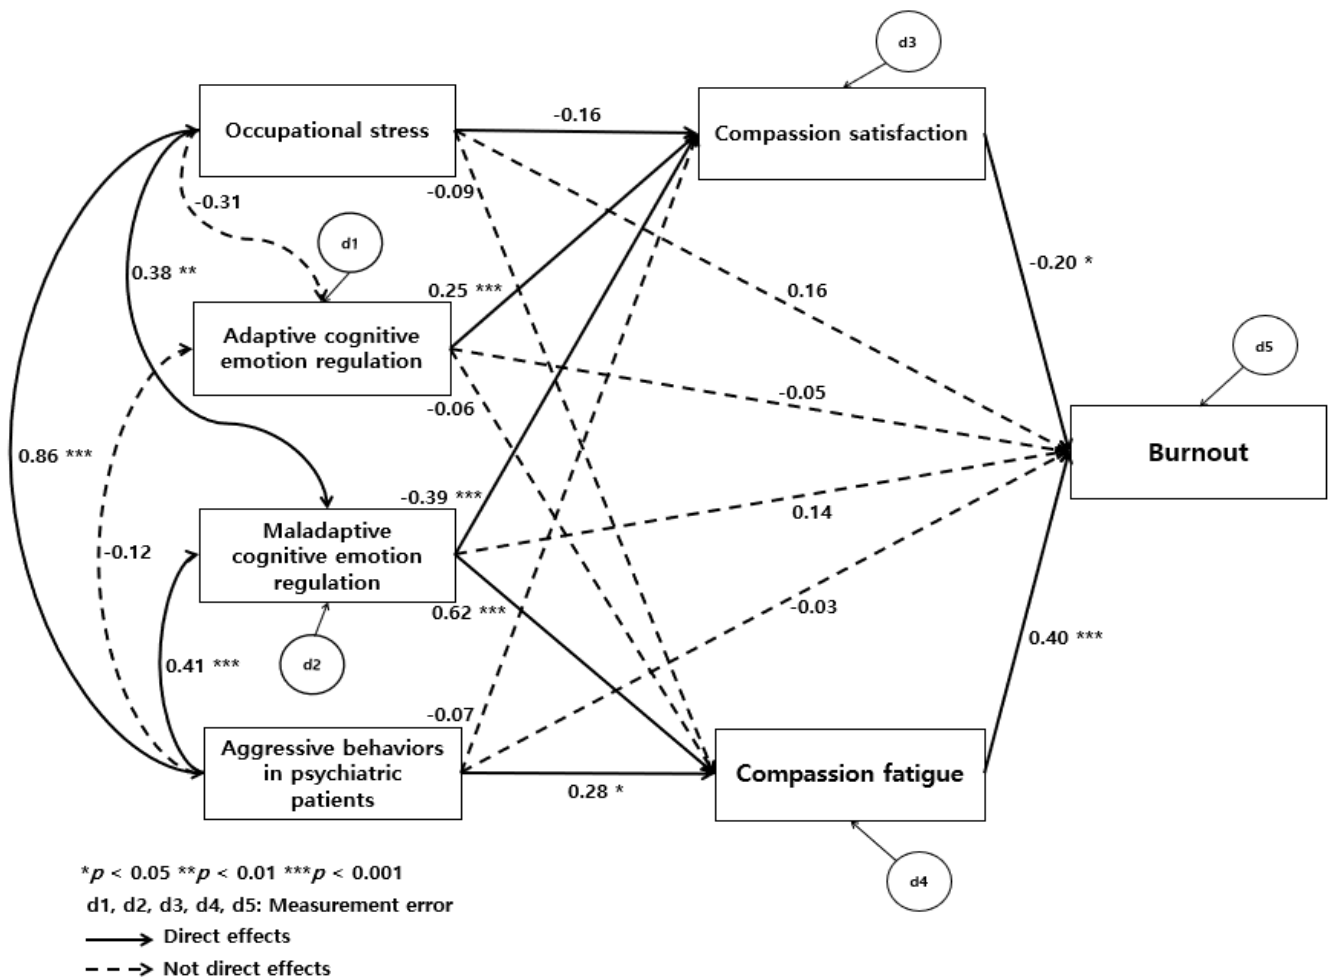 d3
Occupational stress
-0.16
Compassion satisfaction
-0.09
-0.31
d1
0.38 **
-0.20 *
0.25 ***
0.16
Adaptive cognitive
emotion regulation
d5
-0.05
-0.06
0.86 ***
Burnout
-0.39 ***
0.14
Maladaptive
cognitive emotion
regulation
-0.12
0.62 ***
-0.03
0.40 ***
d2
0.41 ***
-0.07
Aggressive behaviors
in psychiatric
patients
Compassion fatigue
0.28 *
d4
*p < 0.05 **p < 0.01 ***p < 0.001
d1, d2, d3, d4, d5: Measurement error
Direct effects
Not direct effects